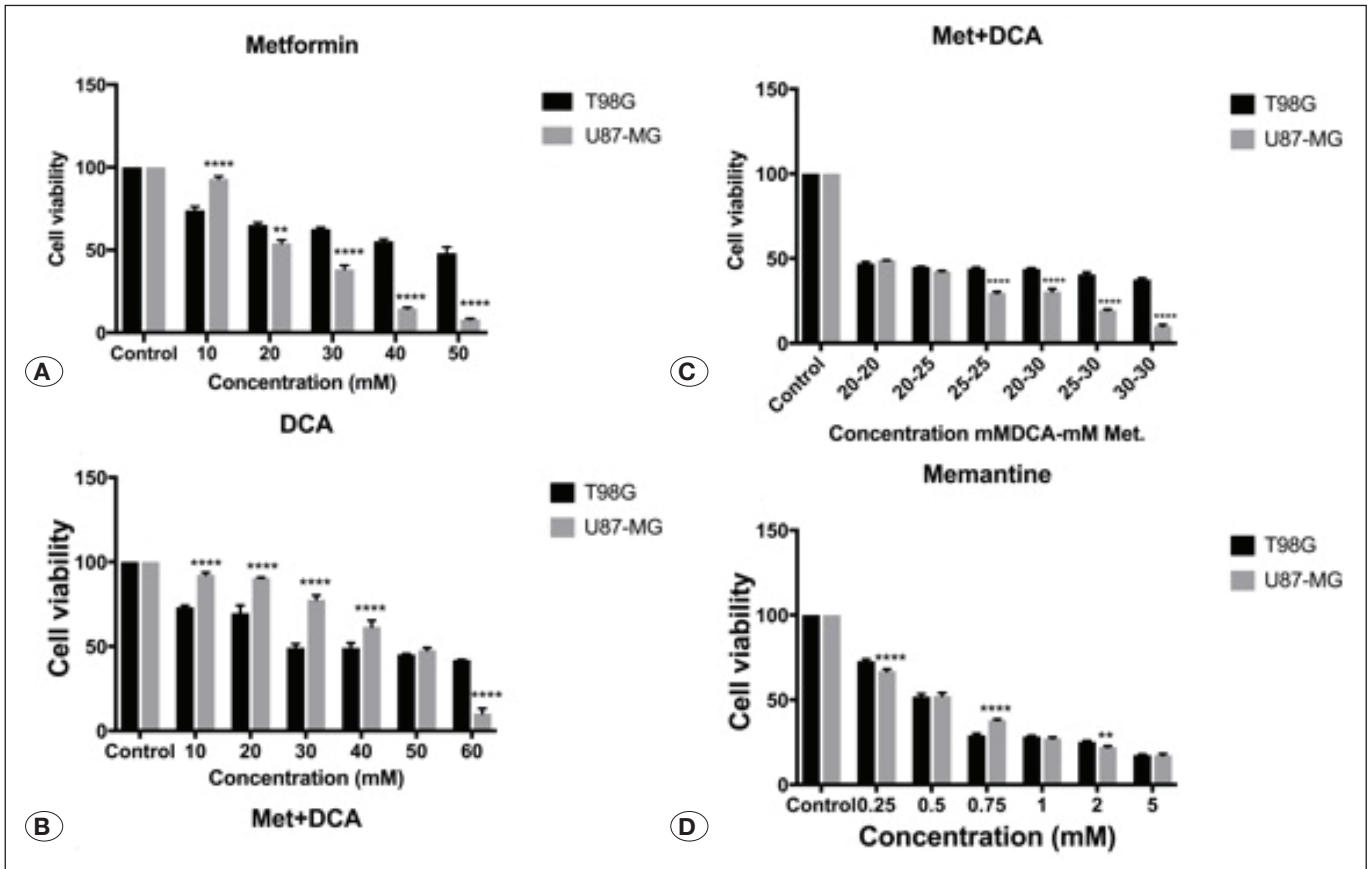 Metformin
150
100
50
0
Cell viability
T98G
U87-MG
****
**
****
****
****
Control 10 20 30 40 50
Concentration (mM)
A
DCA
150
100
50
0
Cell viability
T98G
U87-MG
****
****
****
****
****
Control 10 20 30 40 50 60
Concentration (mM)
Met+DCA
B
Met+DCA
150
100
50
0
Cell viability
T98G
U87-MG
****
****
****
****
Control 20-20 20-25 25-25 20-30 25-30 30-30
Concentration mMDCA-mM Met.
C
Memantine
150
100
50
0
Cell viability
T98G
U87-MG
****
****
**
Control 0.25 0.5 0.75 1 2 5
Concentration (mM)
D